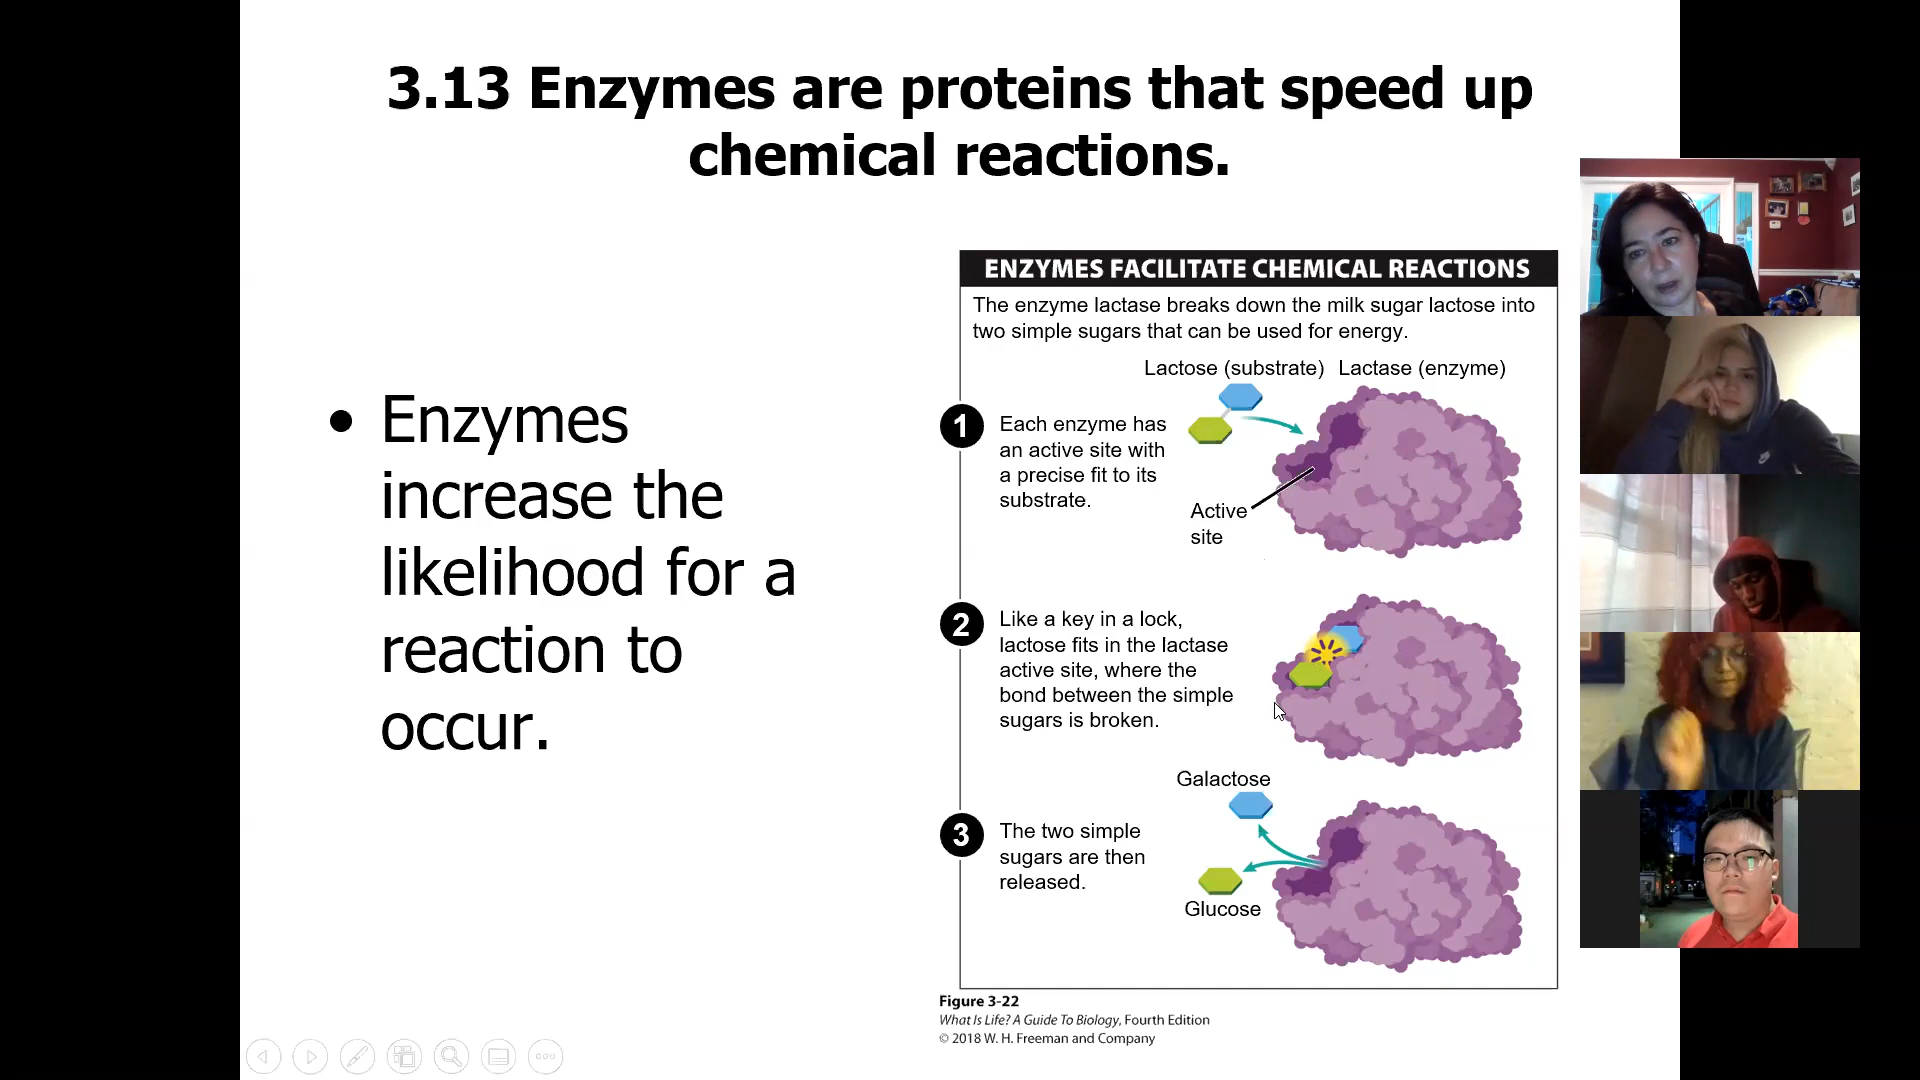 3.13 Enzymes are proteins that speed up
chemical reactions.
• Enzymes
increase the
likelihood for a
reaction to
occur.
ENZYMES FACILITATE CHEMICAL REACTIONS
The enzyme lactase breaks down the milk sugar lactose into
two simple sugars that can be used for energy.
Lactose (substrate) Lactase (enzyme)
1
Each enzyme has
an active site with
a precise fit to its
substrate.
Active
site
2
Like a key in a lock,
lactose fits in the lactase
active site, where the
bond between the simple
sugars is broken.
Galactose
3
The two simple
sugars are then
released.
Glucose
Figure 3-22
What Is Life? A Guide To Biology, Fourth Edition
© 2018 W. H. Freeman and Company